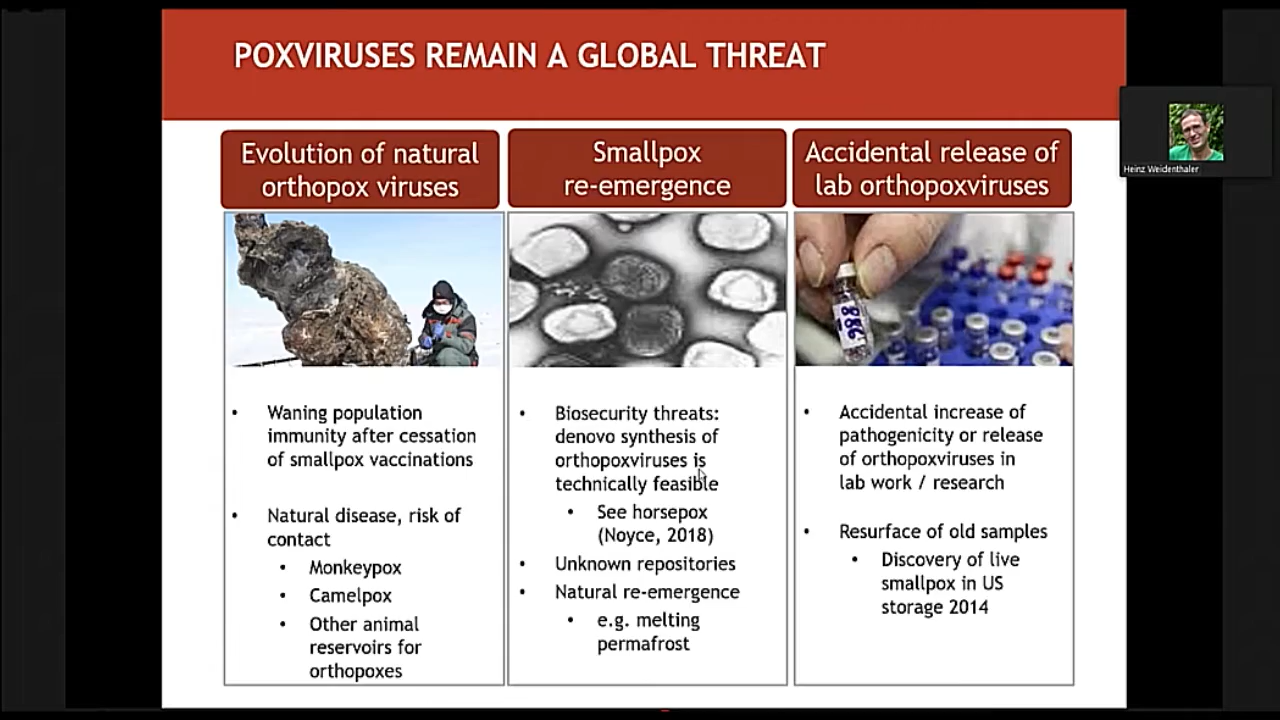 POXVIRUSES REMAIN A GLOBAL THREAT
Heinz Weidenthaler
Evolution of natural
orthopox viruses
Waning population
immunity after cessation
of smallpox vaccinations
Natural disease, risk of
contact
Monkeypox
Camelpox
Other animal
reservoirs for
orthopoxes
Smallpox
re-emergence
Biosecurity threats:
denovo synthesis of
orthopoxviruses is
technically feasible
See horsepox
(Noyce, 2018)
Unknown repositories
Natural re-emergence
e.g. melting
permafrost
Accidental release of
lab orthopoxviruses
Accidental increase of
pathogenicity or release
of orthopoxviruses in
lab work / research
Resurface of old samples
Discovery of live
smallpox in US
storage 2014